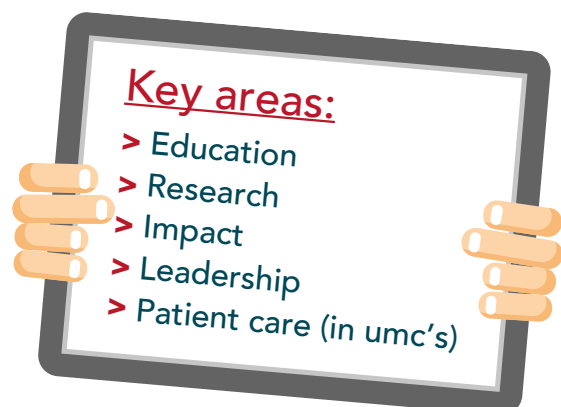 Key areas:
> Education
> Research
> Impact
> Leadership
> Patient care (in umc's)